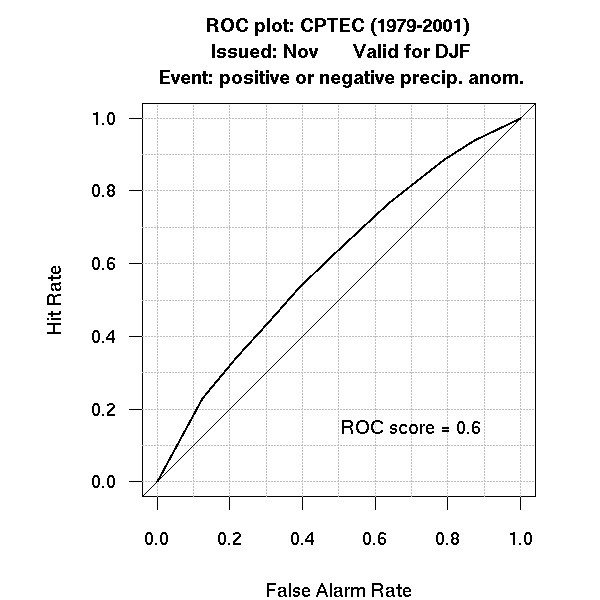 ROC plot: CPTEC (1979-2001)
Issued: Nov Valid for DJF
Event: positive or negative precip. anom.
1.0
0.8
0.6
0.4
0.2
0.0
Hit Rate
ROC score = 0.6
0.0 0.2 0.4 0.6 0.8 1.0
False Alarm Rate